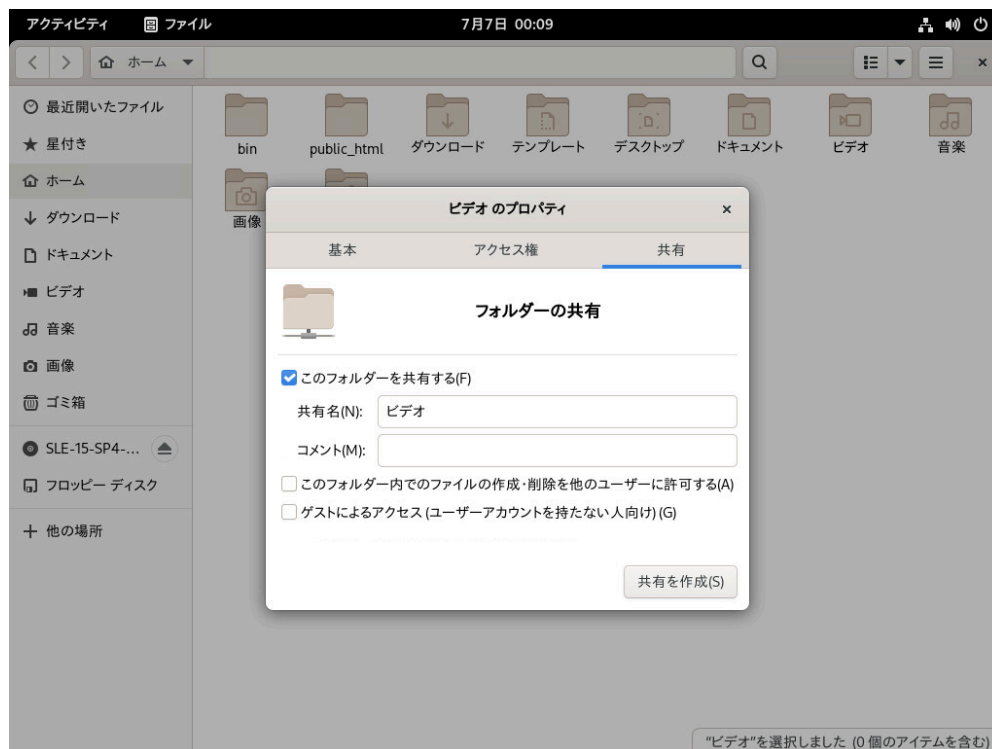 アクティビティ ファイル 7月7日 00:09
ホーム
最近開いたファイル
星付き
ホーム
ダウンロード
ドキュメント
ビデオ
音楽
画像
ゴミ箱
SLE-15-SP4-...
フロッピー ディスク
他の場所
bin public_html ダウンロード テンプレート デスクトップ ドキュメント ビデオ 音楽
画像
ビデオ のプロパティ
基本 アクセス権 共有
フォルダーの共有
このフォルダーを共有する(F)
共有名(N): ビデオ
コメント(M):
このフォルダー内でのファイルの作成・削除を他のユーザーに許可する(A)
ゲストによるアクセス (ユーザーアカウントを持たない人向け) (G)
共有を作成(S)
"ビデオ"を選択しました (0 個のアイテムを含む)